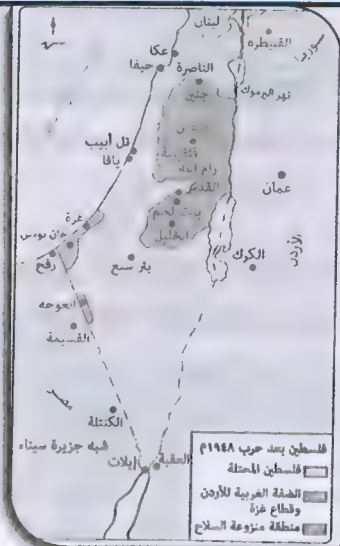 لبنان
سوريا
القنيطرة
عكا
حيفا
الناصرة
جنين
نهر اليرموك
تل أبيب
يافا
رام الله
عمان
القدس
بيت لحم
الخليل
غزة
خان يونس
رفح
بئر سبع
الكرك
الأردن
العوجه
القسيمة
مصر
الكنتلة
شبه جزيرة سيناء
العقبة
إيلات
فلسطين بعد حرب ١٩٤٨م
فلسطين المحتلة
الضفة الغربية للأردن
وقطاع غزة
منطقة منزوعة السلاح